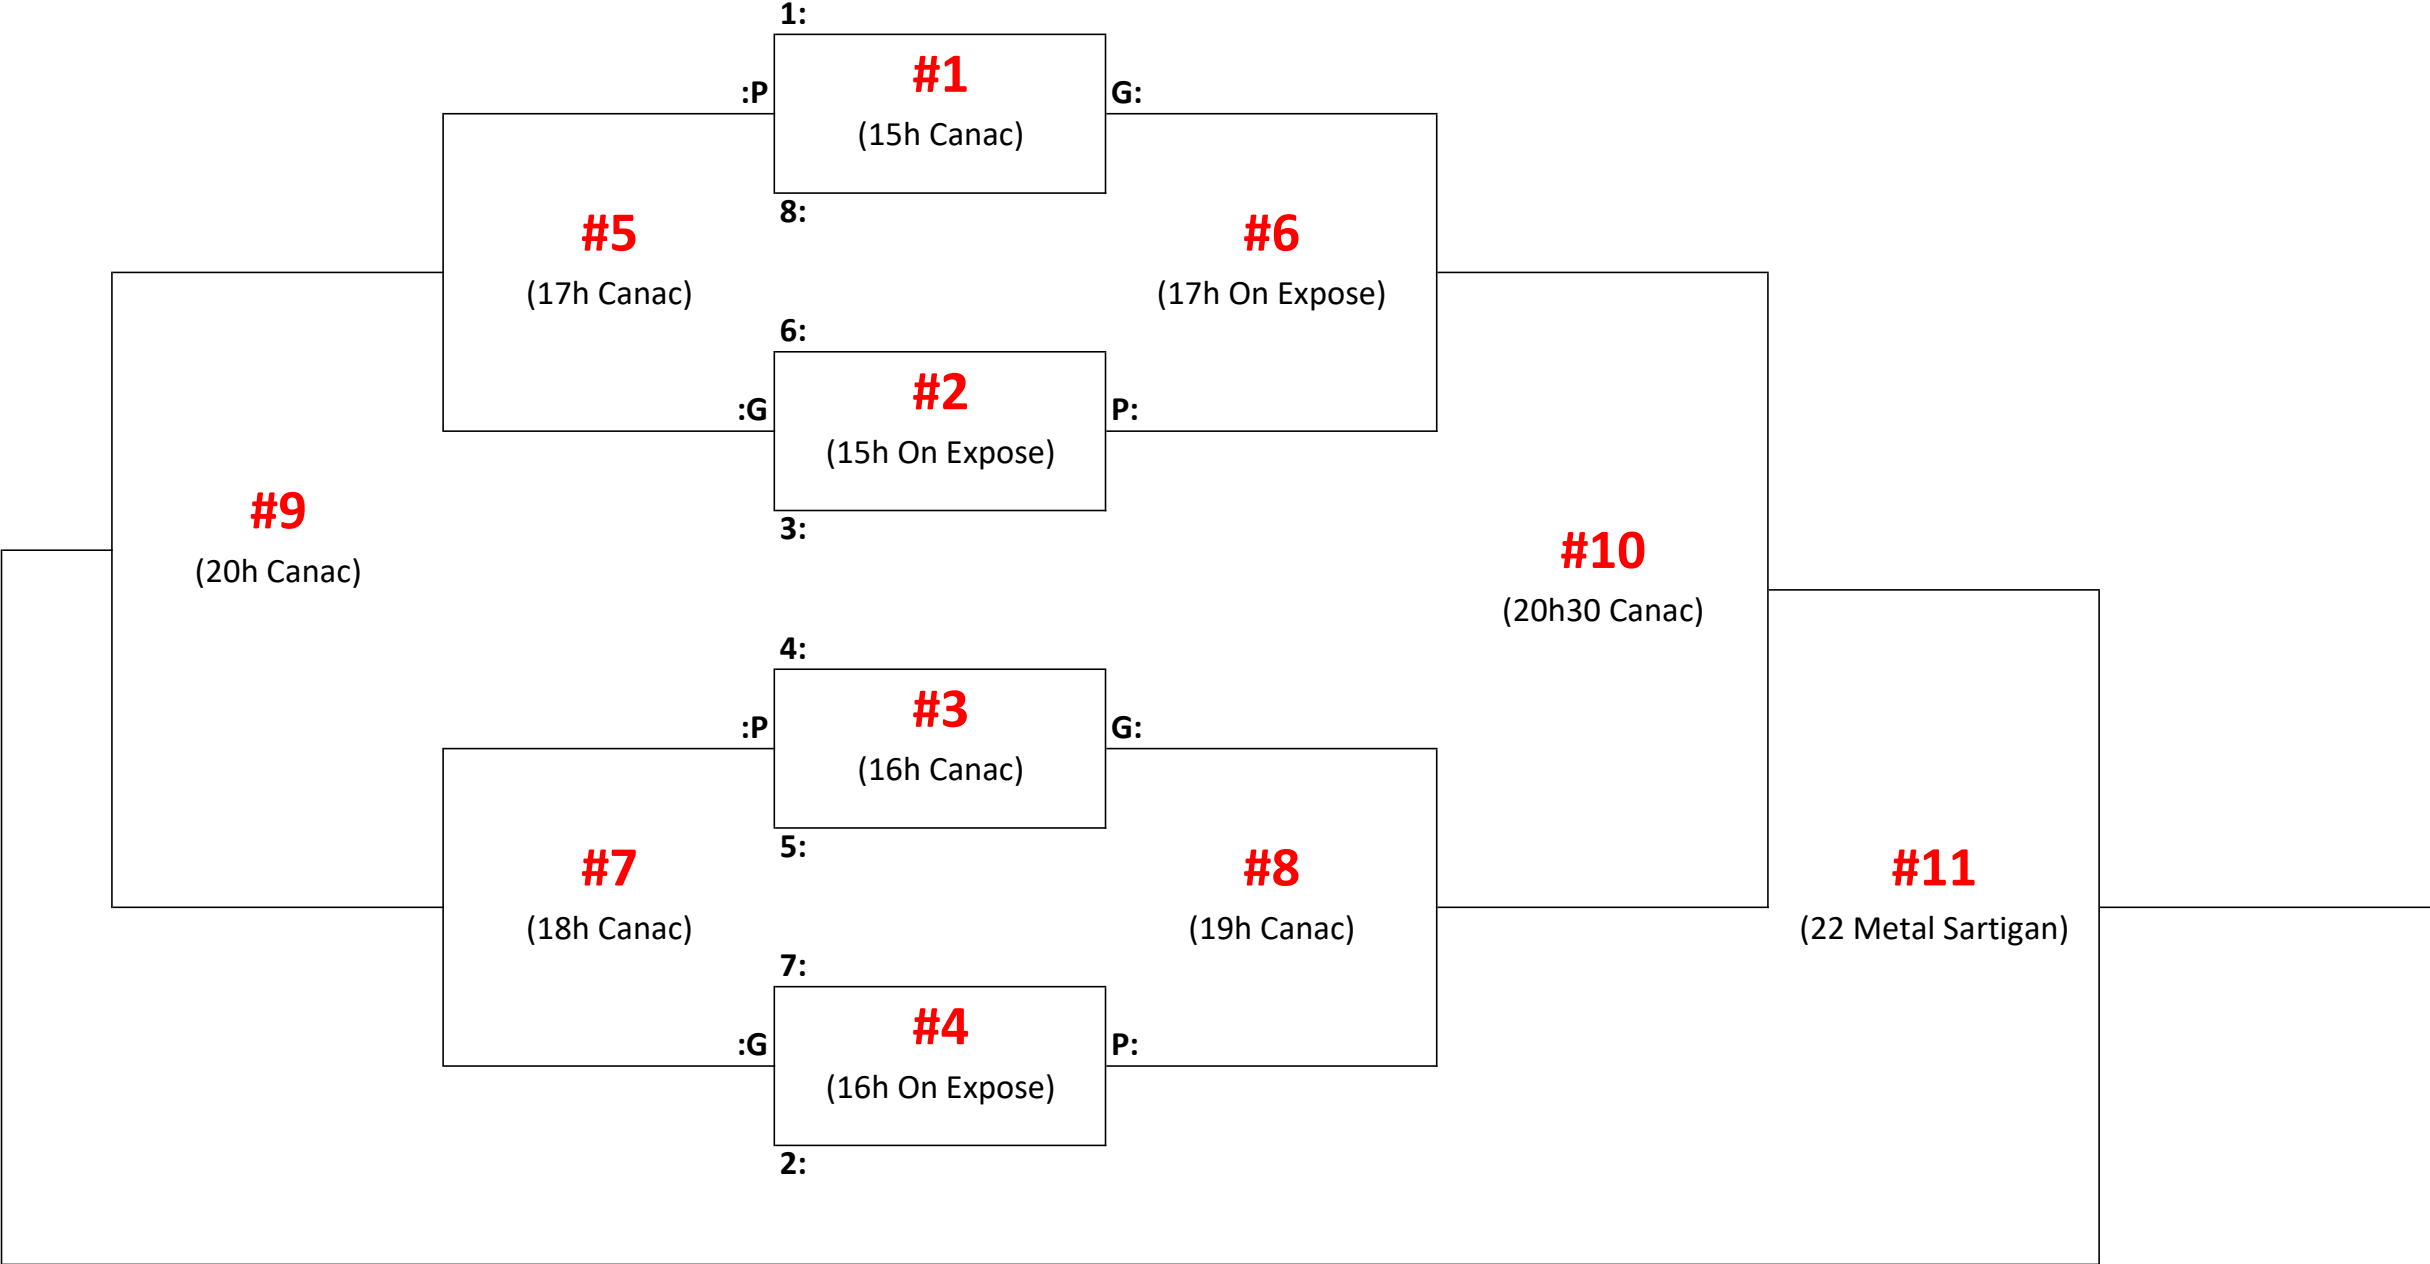 1:
#1
:P
G:
(15h Canac)
8:
#5
#6
(17h Canac)
(17h On Expose)
6:
#2
:G
P:
(15h On Expose)
#9
3:
#10
(20h Canac)
(20h30 Canac)
4:
#3
:P
G:
(16h Canac)
5:
#7
#8
#11
(18h Canac)
(19h Canac)
(22 Metal Sartigan)
7:
#4
:G
P:
(16h On Expose)
2: